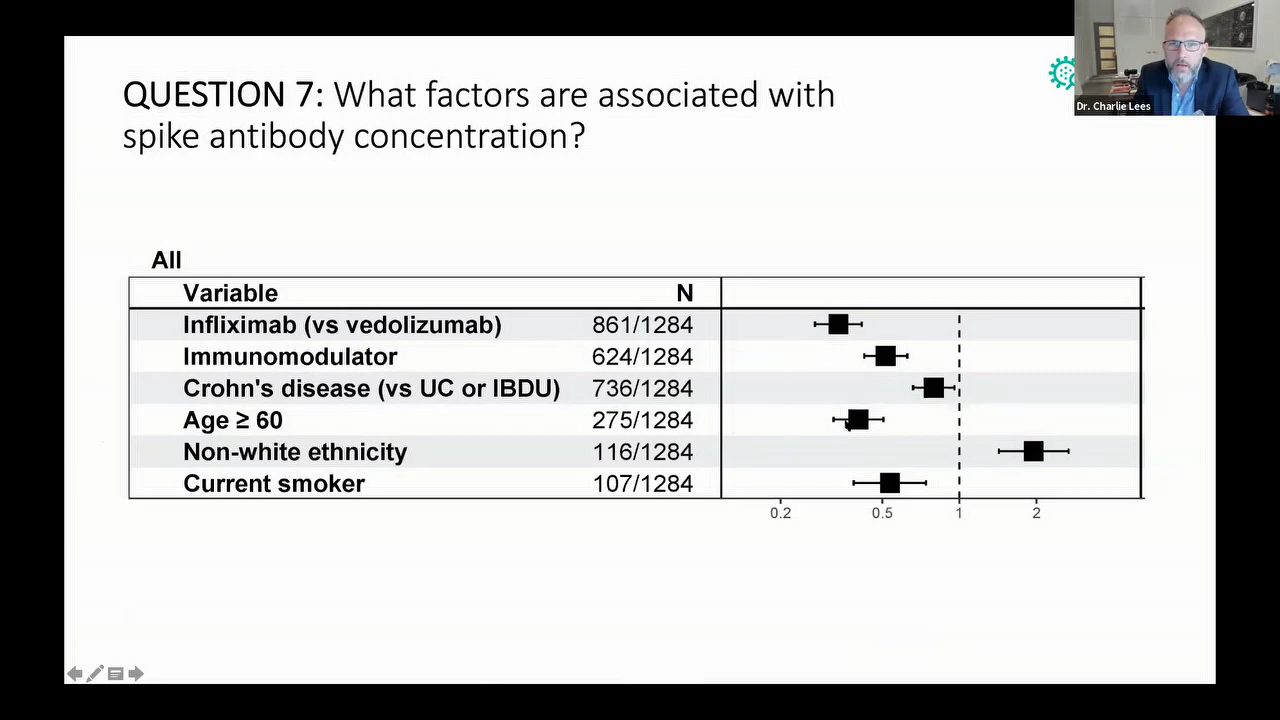 Dr. Charlie Lees
QUESTION 7: What factors are associated with
spike antibody concentration?
All
Variable N
Infliximab (vs vedolizumab) 861/1284
Immunomodulator 624/1284
Crohn's disease (vs UC or IBDU) 736/1284
Age ≥ 60 275/1284
Non-white ethnicity 116/1284
Current smoker 107/1284
0.2 0.5 1 2